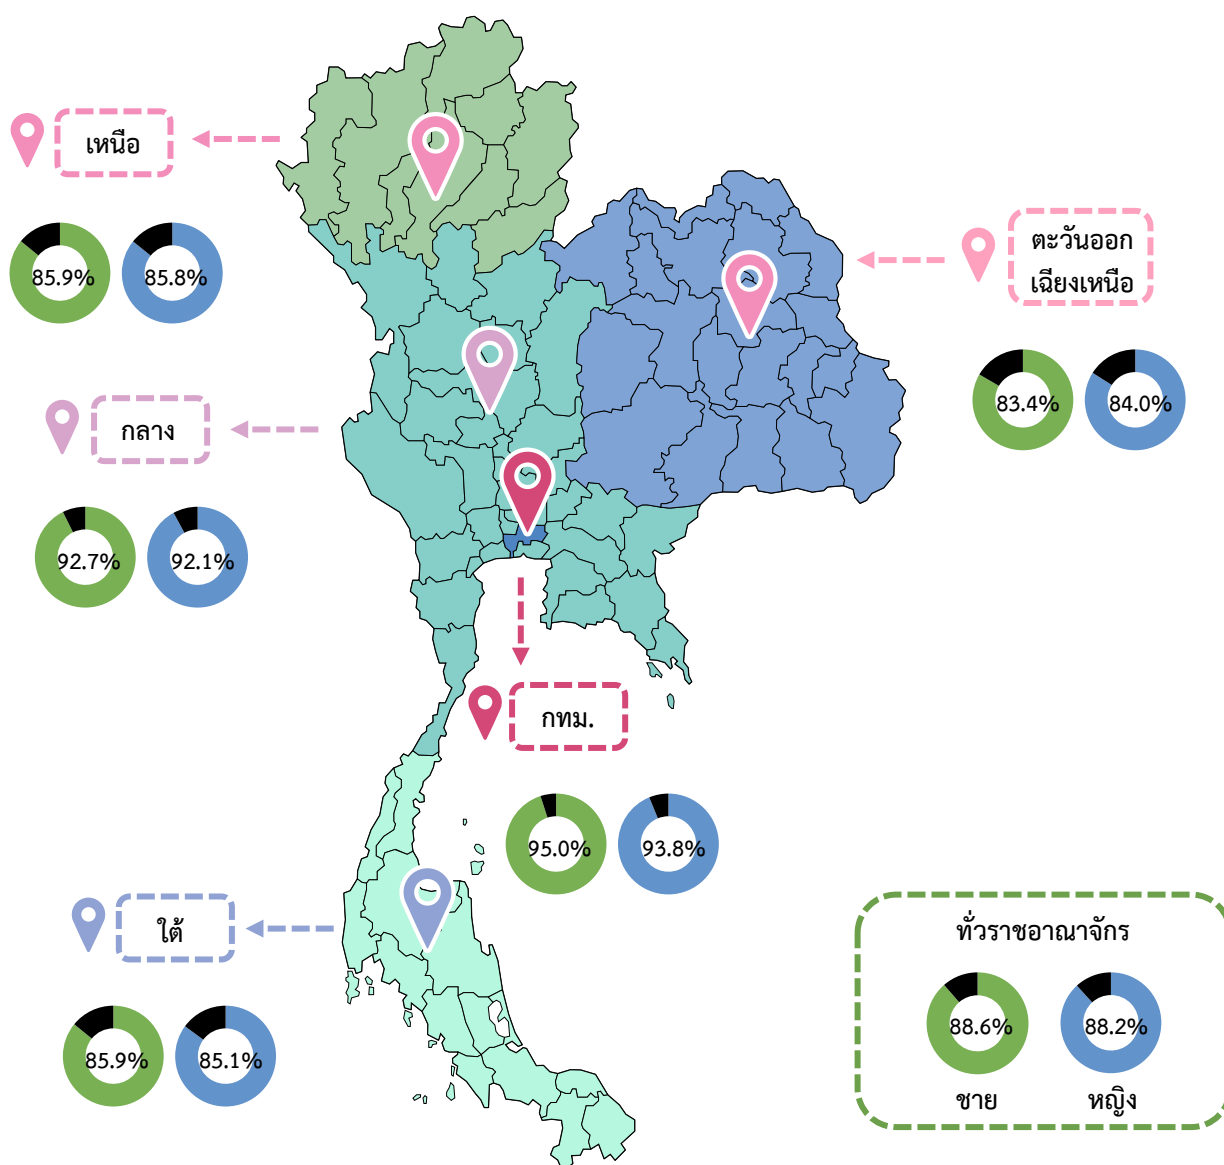 เหนือ
85.9% 85.8%
ตะวันออก
เฉียงเหนือ
83.4% 84.0%
กลาง
92.7% 92.1%
กทม.
95.0% 93.8%
ใต้
85.9% 85.1%
ทั่วราชอาณาจักร
88.6% 88.2%
ชาย หญิง